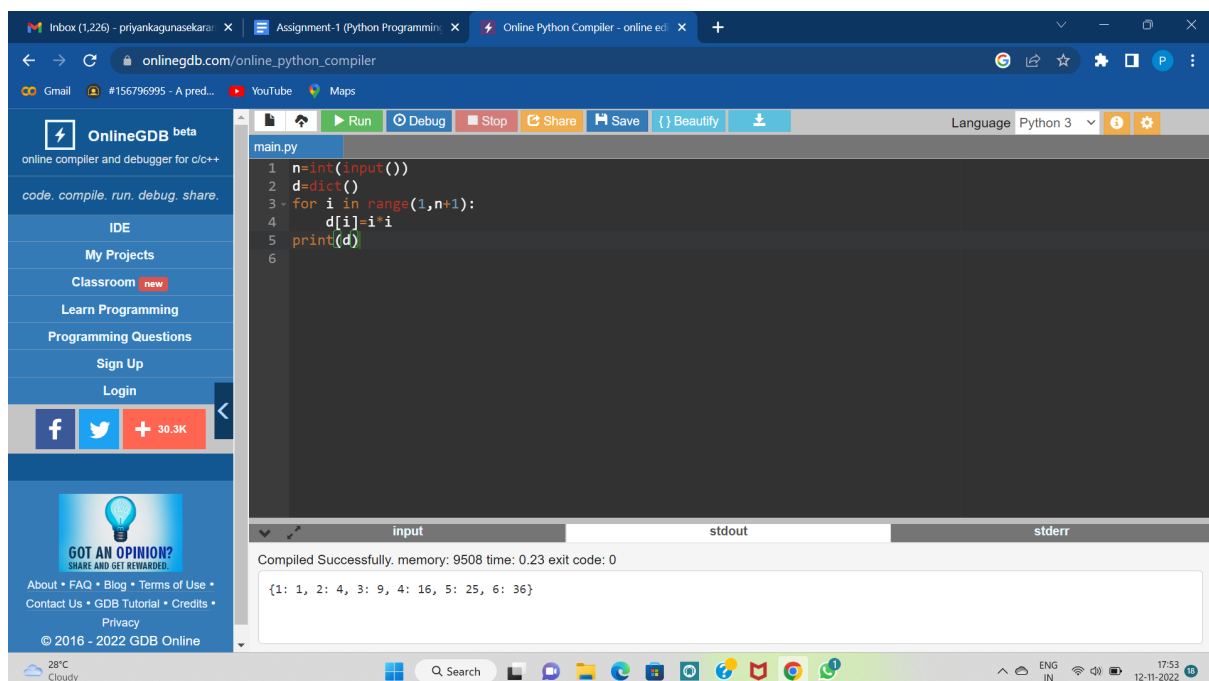 Inbox (1,226) - priyankagunasekaran
Assignment-1 (Python Programming
Online Python Compiler - online edi
onlinegdb.com/online_python_compiler
P
Gmail #156796995 - A pred... YouTube Maps
OnlineGDB beta
online compiler and debugger for c/c++
code. compile. run. debug. share.
IDE
My Projects
Classroom new
Learn Programming
Programming Questions
Sign Up
Login
f + 30.3K
GOT AN OPINION?
SHARE AND GET REWARDED.
About • FAQ • Blog • Terms of Use •
Contact Us • GDB Tutorial • Credits •
Privacy
© 2016 - 2022 GDB Online
Run Debug Stop Share Save { } Beautify
Language Python 3
main.py
1 n=int(input())
2 d=dict()
3 for i in range(1,n+1):
4     d[i]=i*i
5 print(d)
6
input stdout stderr
Compiled Successfully. memory: 9508 time: 0.23 exit code: 0
{1: 1, 2: 4, 3: 9, 4: 16, 5: 25, 6: 36}
28°C
Cloudy
Search
1
ENG
IN
17:53
12-11-2022
18